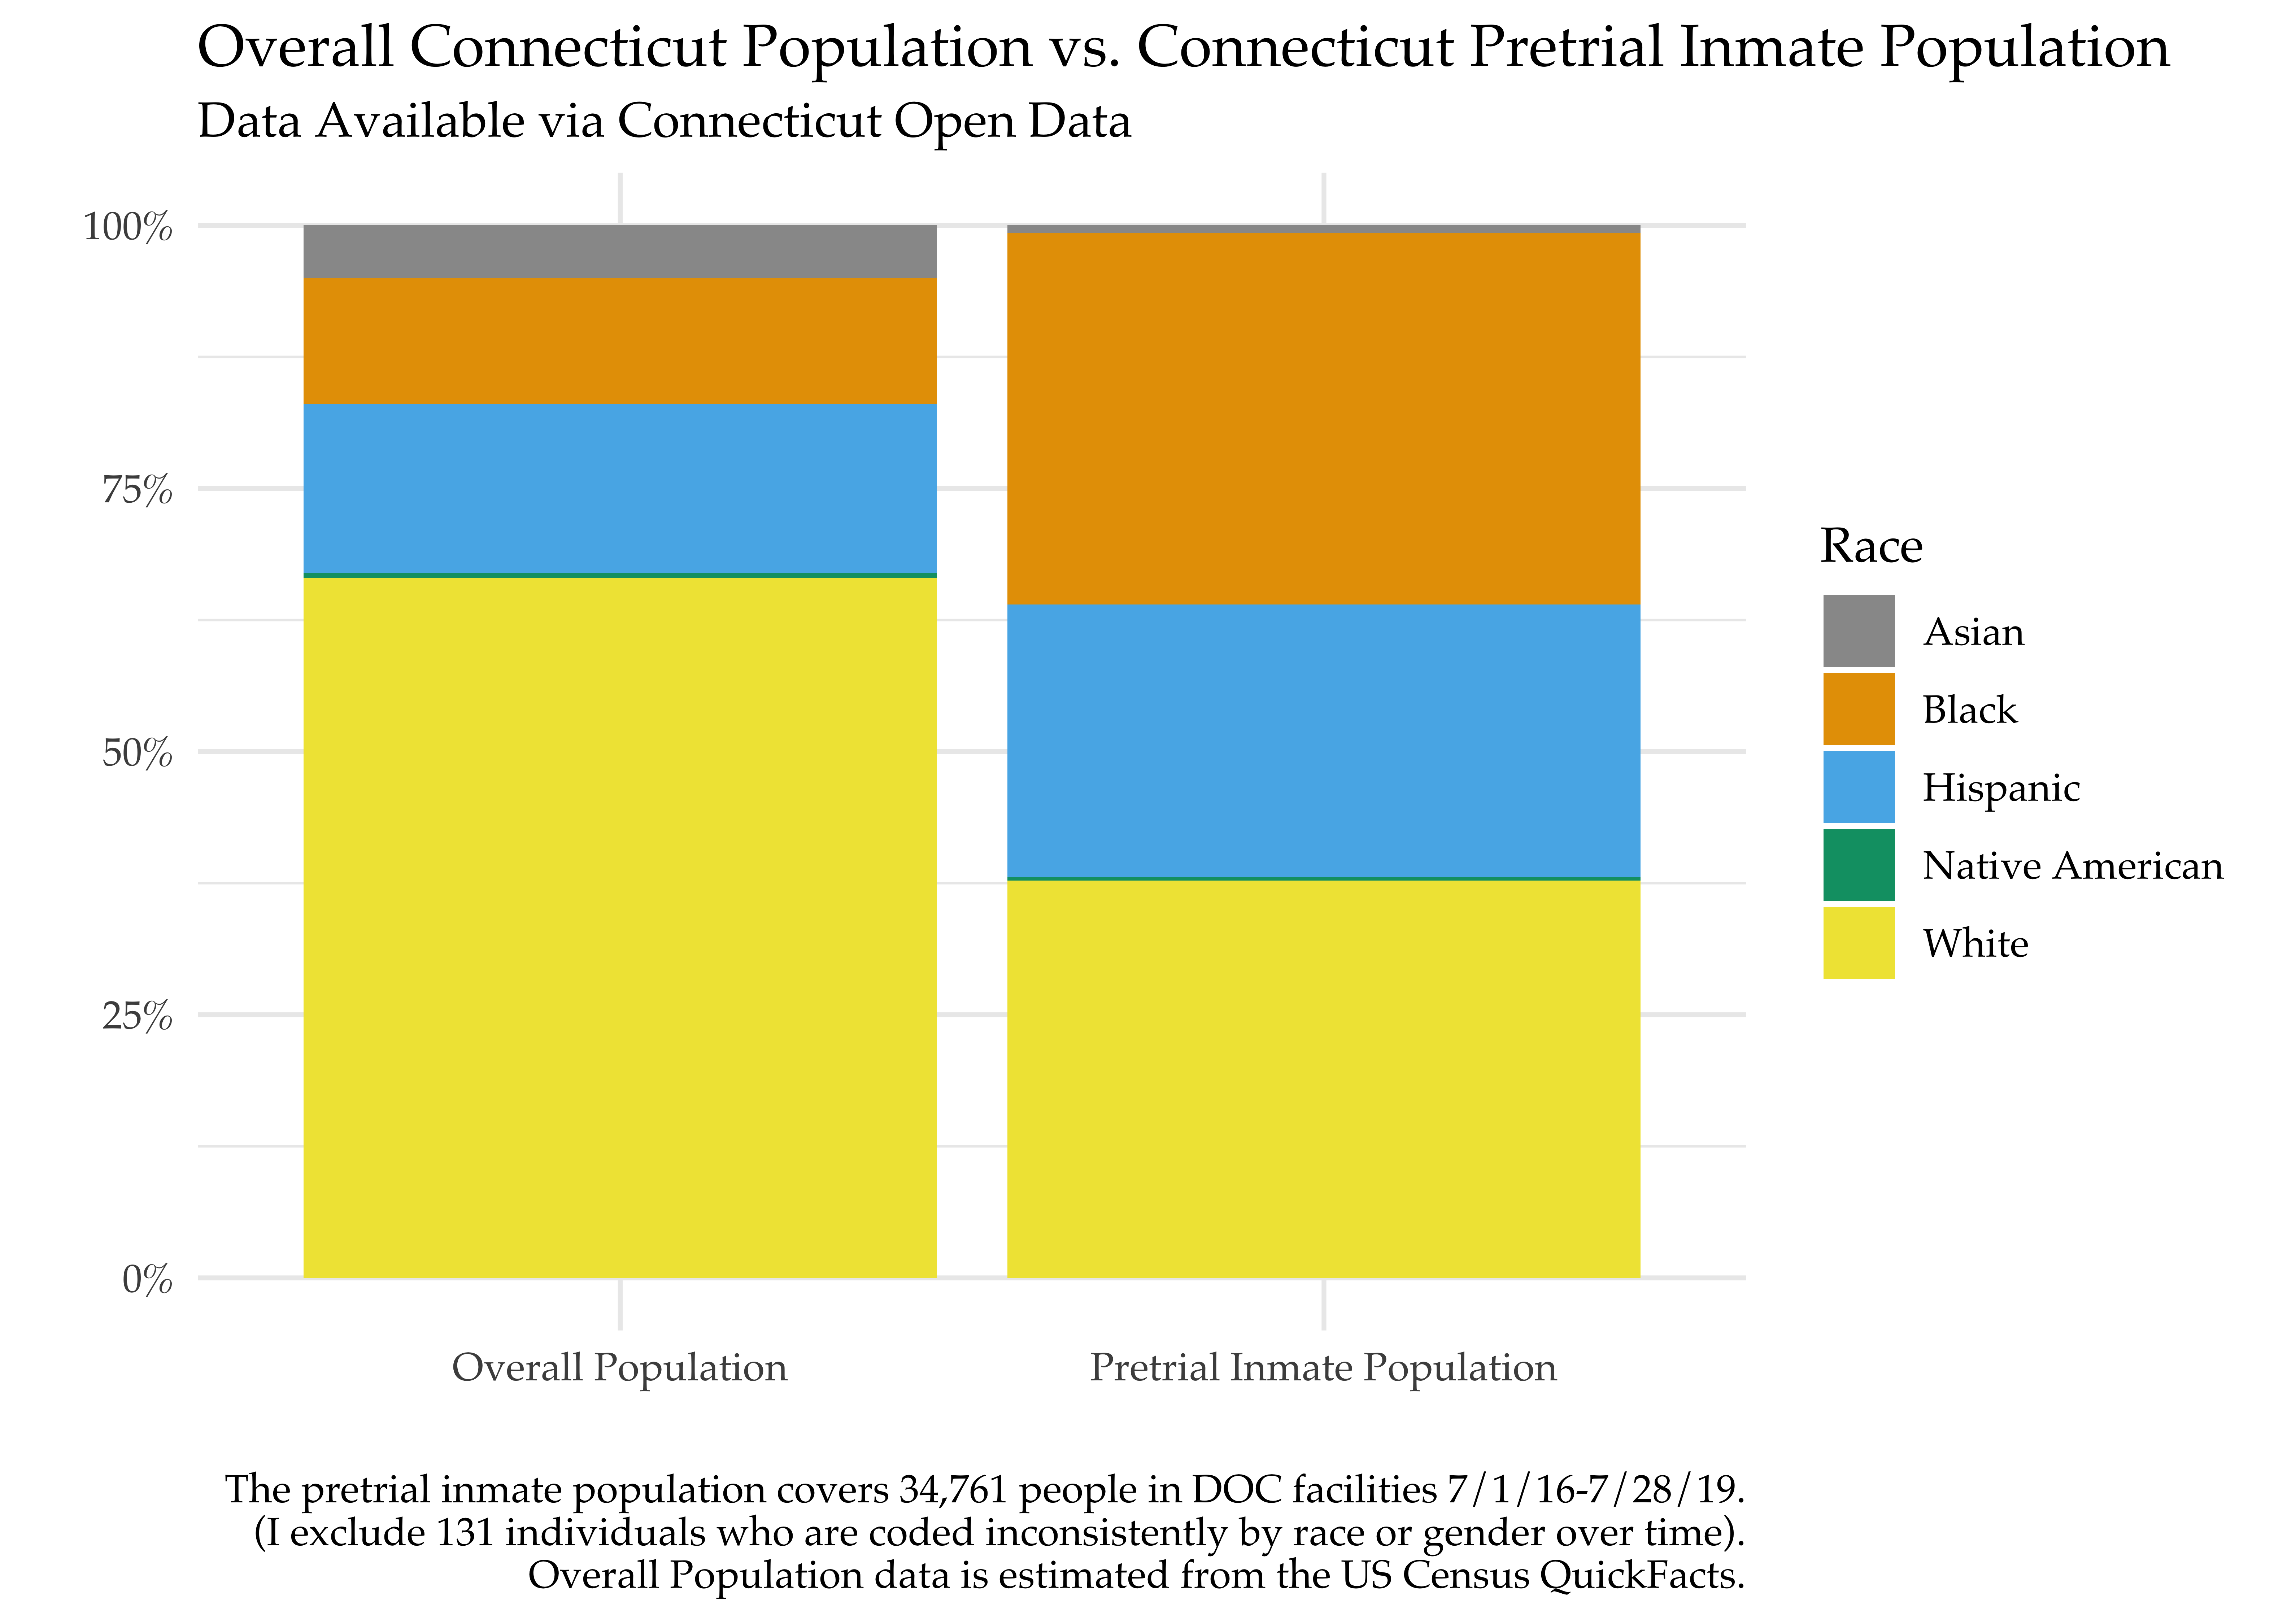 Overall Connecticut Population vs. Connecticut Pretrial Inmate Population
Data Available via Connecticut Open Data
100%
75%
50%
25%
0%
Overall Population
Pretrial Inmate Population
Race
Asian
Black
Hispanic
Native American
White
The pretrial inmate population covers 34,761 people in DOC facilities 7/1/16-7/28/19.
(I exclude 131 individuals who are coded inconsistently by race or gender over time).
Overall Population data is estimated from the US Census QuickFacts.